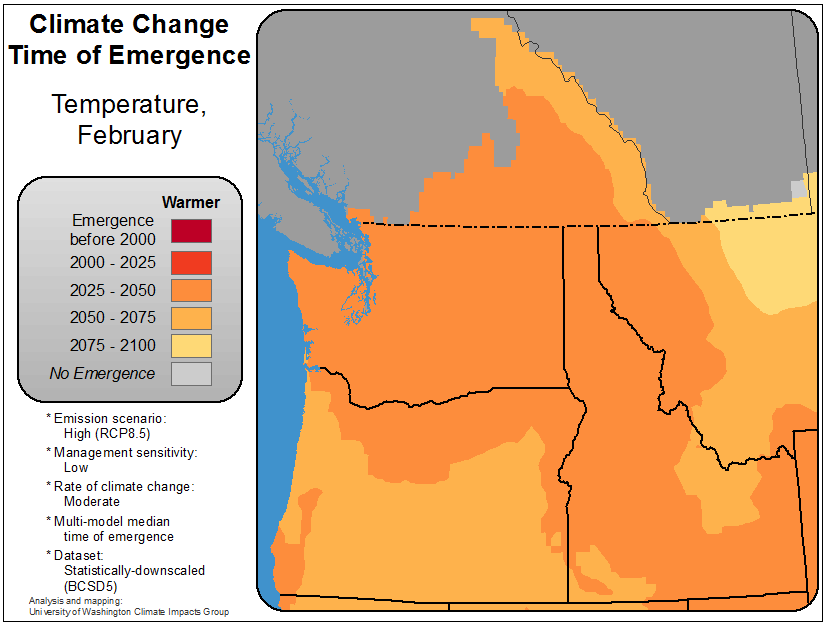 Climate Change
Time of Emergence
Temperature,
February
Warmer
Emergence
before 2000
2000 - 2025
2025 - 2050
2050 - 2075
2075 - 2100
No Emergence
* Emission scenario:
High (RCP8.5)
* Management sensitivity:
Low
* Rate of climate change:
Moderate
* Multi-model median
time of emergence
* Dataset:
Statistically-downscaled
(BCSD5)
Analysis and mapping:
University of Washington Climate Impacts Group